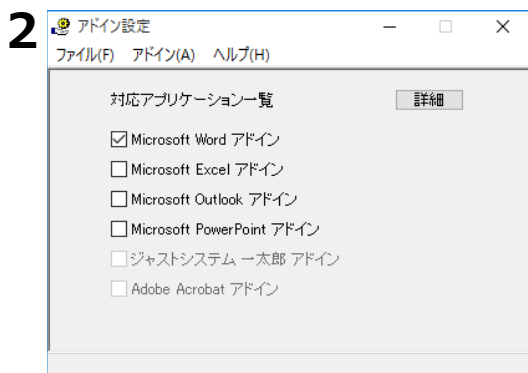 2
アドイン設定
ファイル(F) アドイン(A) ヘルプ(H)
対応アプリケーション一覧 詳細
Microsoft Word アドイン
Microsoft Excel アドイン
Microsoft Outlook アドイン
Microsoft PowerPoint アドイン
ジャストシステム 一太郎 アドイン
Adobe Acrobat アドイン